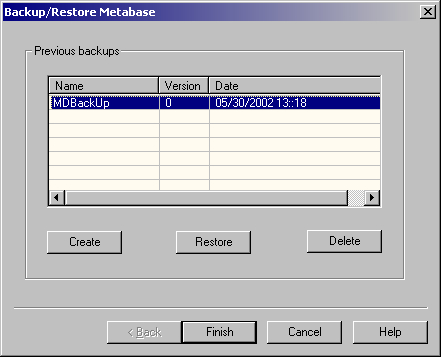 Backup/Restore Metabase
Previous backups
Name Version Date
MDBackUp 0 05/30/2002 13::18
Create Restore Delete
< Back Finish Cancel Help